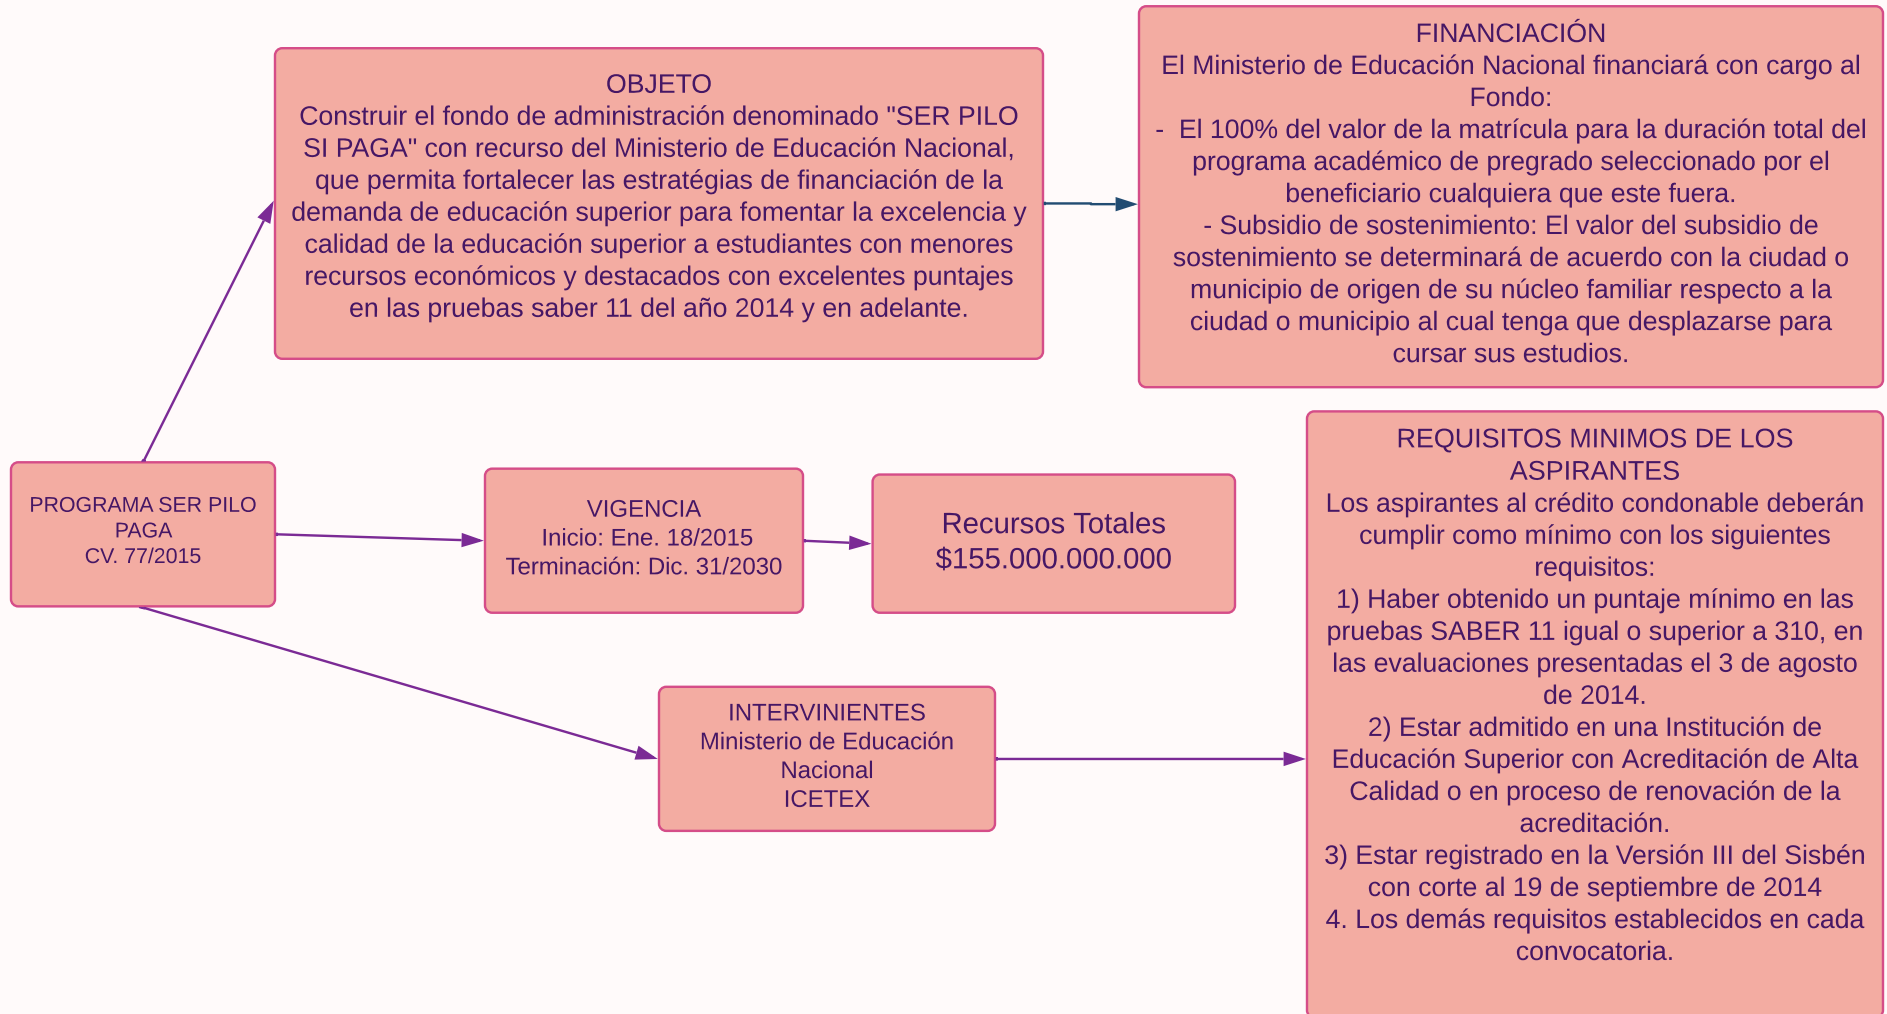 OBJETO
Construir el fondo de administración denominado "SER PILO
SI PAGA" con recurso del Ministerio de Educación Nacional,
que permita fortalecer las estratégias de financiación de la
demanda de educación superior para fomentar la excelencia y
calidad de la educación superior a estudiantes con menores
recursos económicos y destacados con excelentes puntajes
en las pruebas saber 11 del año 2014 y en adelante.
FINANCIACIÓN
El Ministerio de Educación Nacional financiará con cargo al
Fondo:
- El 100% del valor de la matrícula para la duración total del
programa académico de pregrado seleccionado por el
beneficiario cualquiera que este fuera.
- Subsidio de sostenimiento: El valor del subsidio de
sostenimiento se determinará de acuerdo con la ciudad o
municipio de origen de su núcleo familiar respecto a la
ciudad o municipio al cual tenga que desplazarse para
cursar sus estudios.
PROGRAMA SER PILO
PAGA
CV. 77/2015
VIGENCIA
Inicio: Ene. 18/2015
Terminación: Dic. 31/2030
Recursos Totales
$155.000.000.000
INTERVINIENTES
Ministerio de Educación
Nacional
ICETEX
REQUISITOS MINIMOS DE LOS
ASPIRANTES
Los aspirantes al crédito condonable deberán
cumplir como mínimo con los siguientes
requisitos:
1) Haber obtenido un puntaje mínimo en las
pruebas SABER 11 igual o superior a 310, en
las evaluaciones presentadas el 3 de agosto
de 2014.
2) Estar admitido en una Institución de
Educación Superior con Acreditación de Alta
Calidad o en proceso de renovación de la
acreditación.
3) Estar registrado en la Versión III del Sisbén
con corte al 19 de septiembre de 2014
4. Los demás requisitos establecidos en cada
convocatoria.